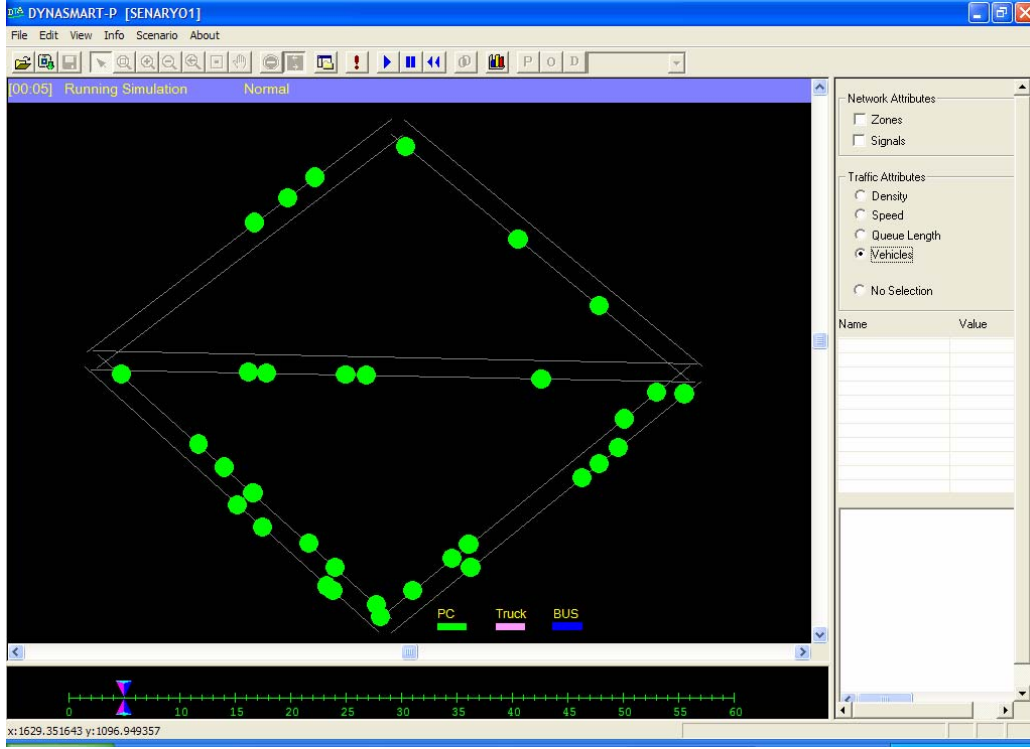 DYNASMART-P [SENARYO1]
File Edit View Info Scenario About
P O D
[00:05] Running Simulation Normal
Network Attributes
Zones
Signals
Traffic Attributes
Density
Speed
Queue Length
Vehicles
No Selection
Name Value
PC Truck BUS
0 10 15 20 25 30 35 40 45 50 55 60
x:1629.351643 y:1096.949357